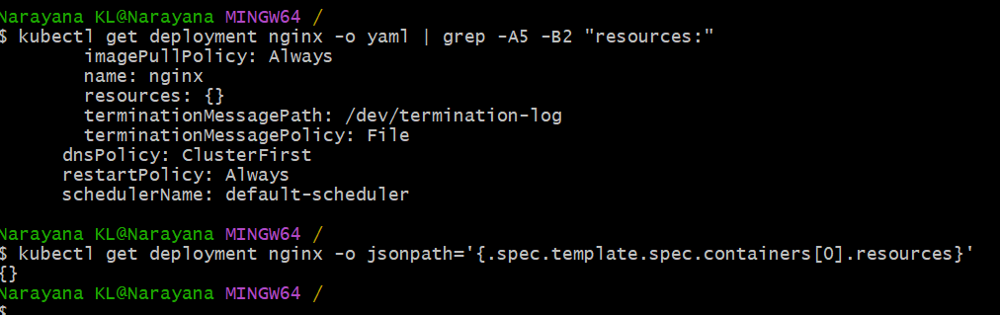 Narayana KL@Narayana MINGW64 /
$ kubectl get deployment nginx -o yaml | grep -A5 -B2 "resources:"
        imagePullPolicy: Always
        name: nginx
        resources: {}
        terminationMessagePath: /dev/termination-log
        terminationMessagePolicy: File
      dnsPolicy: ClusterFirst
      restartPolicy: Always
      schedulerName: default-scheduler

Narayana KL@Narayana MINGW64 /
$ kubectl get deployment nginx -o jsonpath='{.spec.template.spec.containers[0].resources}'
{}
Narayana KL@Narayana MINGW64 /
$